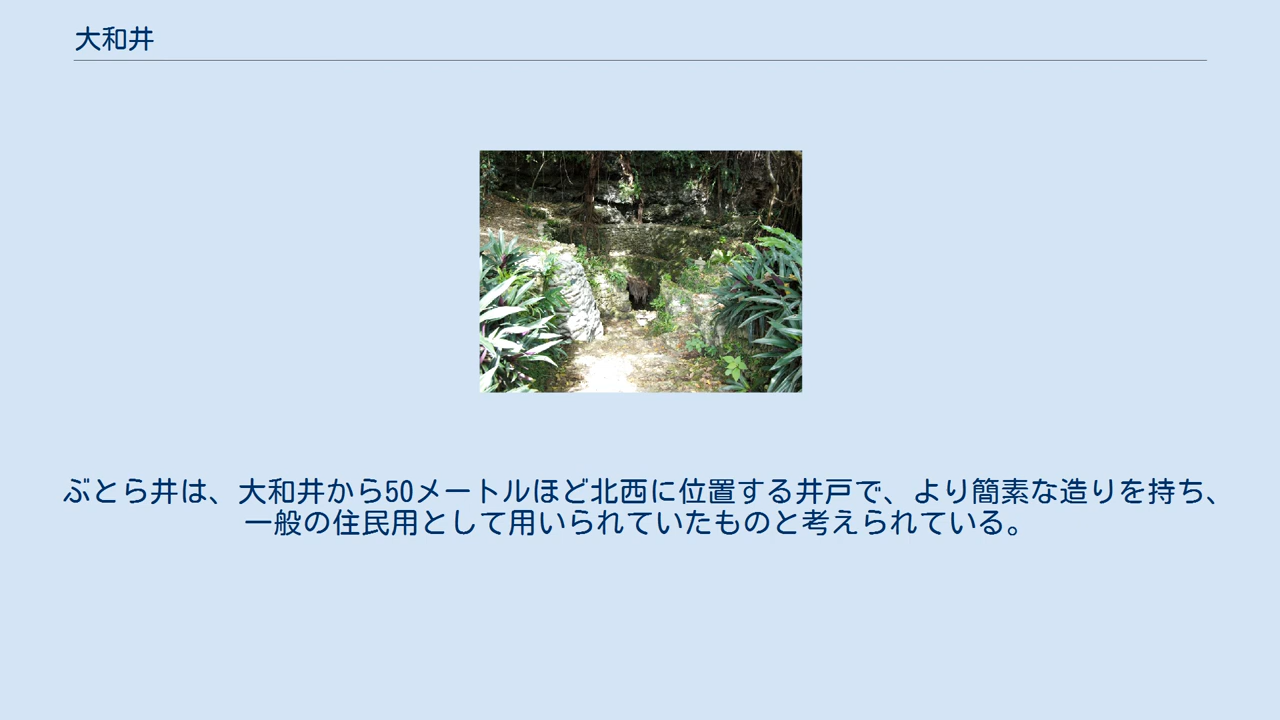 大和井
ぶとら井は、大和井から50メートルほど北西に位置する井戸で、より簡素な造りを持ち、
一般の住民用として用いられていたものと考えられている。